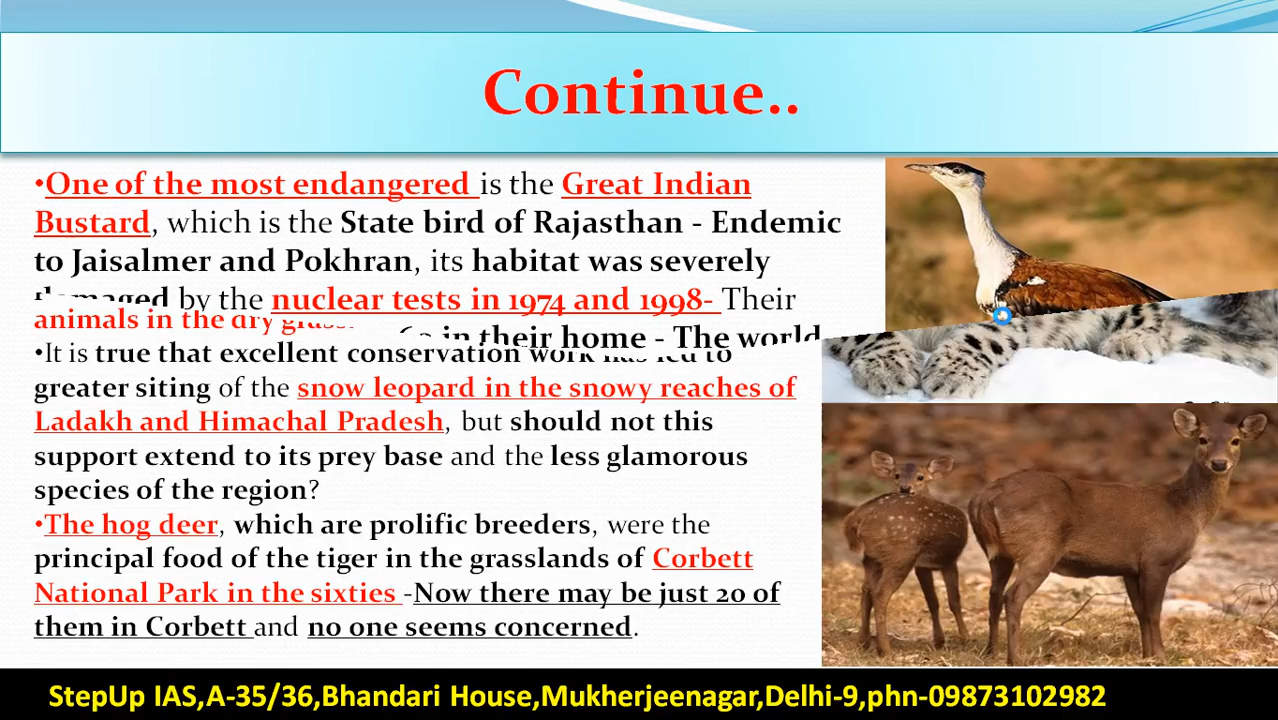 Continue..
•One of the most endangered is the Great Indian
Bustard, which is the State bird of Rajasthan - Endemic
to Jaisalmer and Pokhran, its habitat was severely
damaged by the nuclear tests in 1974 and 1998- Their
animals in the dry
in their home - The world
•It is true that excellent conservation work has led to
greater siting of the snow leopard in the snowy reaches of
Ladakh and Himachal Pradesh, but should not this
support extend to its prey base and the less glamorous
species of the region?
•The hog deer, which are prolific breeders, were the
principal food of the tiger in the grasslands of Corbett
National Park in the sixties -Now there may be just 20 of
them in Corbett and no one seems concerned.
StepUp IAS,A-35/36,Bhandari House,Mukherjeenagar,Delhi-9,phn-09873102982